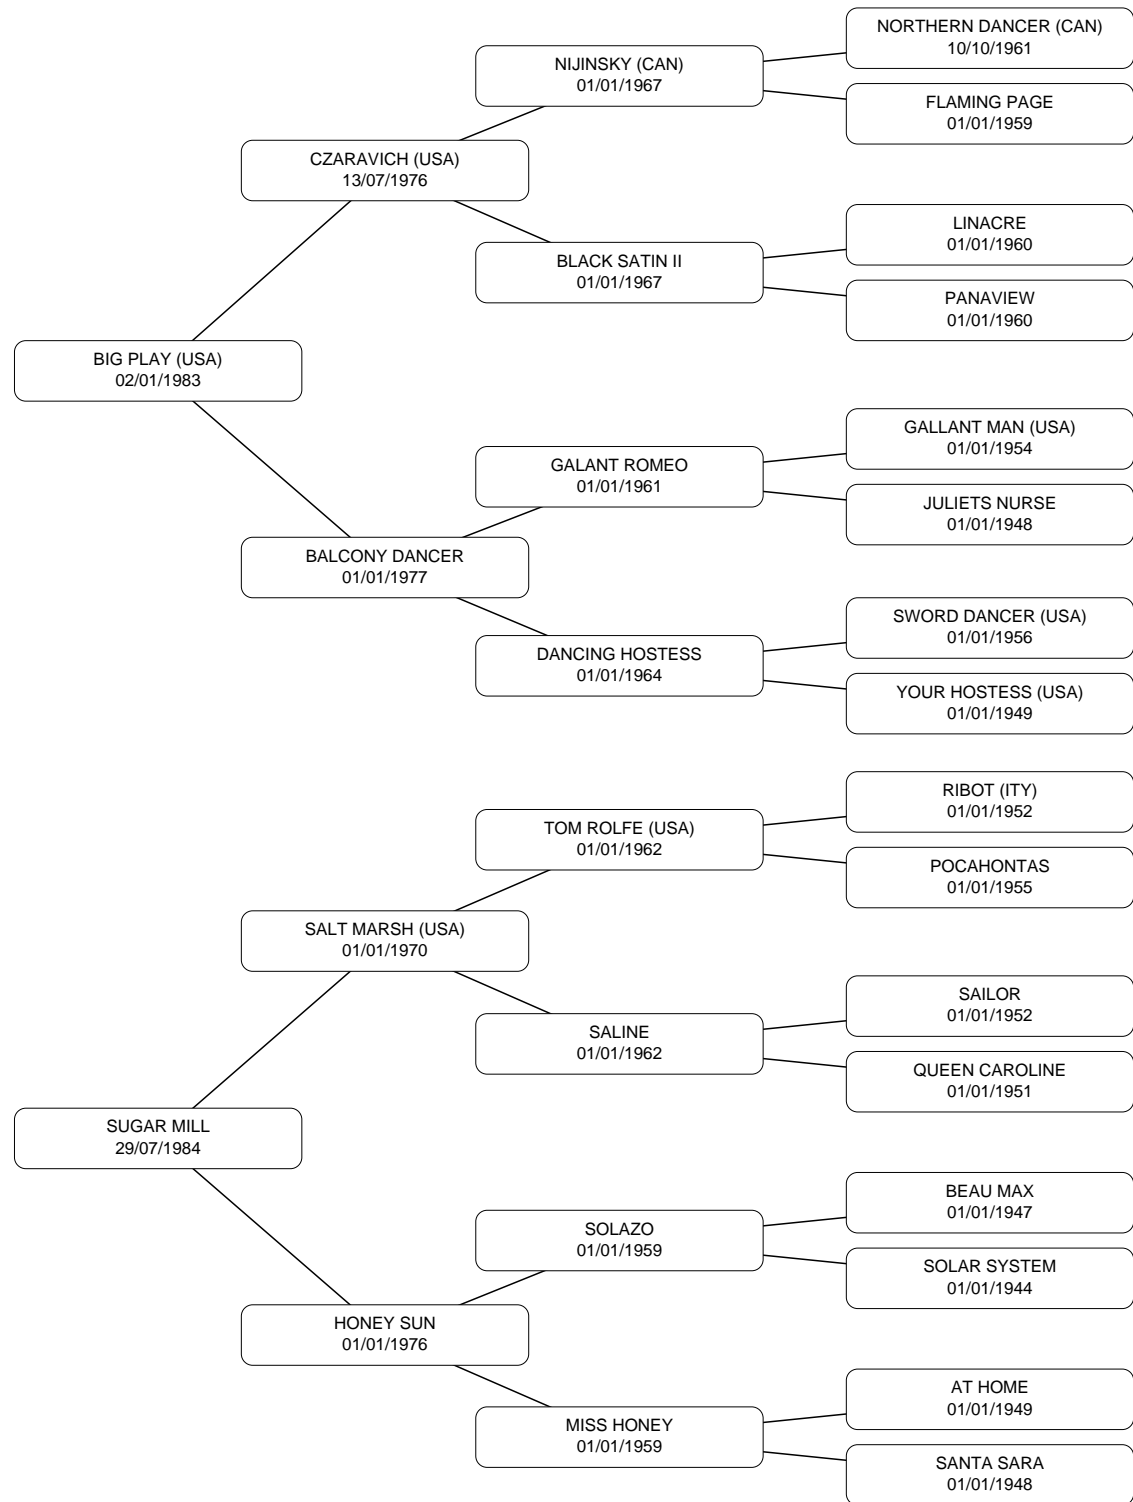 NORTHERN DANCER (CAN)
10/10/1961
NIJINSKY (CAN)
01/01/1967
FLAMING PAGE
01/01/1959
CZARAVICH (USA)
13/07/1976
LINACRE
01/01/1960
BLACK SATIN II
01/01/1967
PANAVIEW
01/01/1960
BIG PLAY (USA)
02/01/1983
GALLANT MAN (USA)
01/01/1954
GALANT ROMEO
01/01/1961
JULIETS NURSE
01/01/1948
BALCONY DANCER
01/01/1977
SWORD DANCER (USA)
01/01/1956
DANCING HOSTESS
01/01/1964
YOUR HOSTESS (USA)
01/01/1949
RIBOT (ITY)
01/01/1952
TOM ROLFE (USA)
01/01/1962
POCAHONTAS
01/01/1955
SALT MARSH (USA)
01/01/1970
SAILOR
01/01/1952
SALINE
01/01/1962
QUEEN CAROLINE
01/01/1951
SUGAR MILL
29/07/1984
BEAU MAX
01/01/1947
SOLAZO
01/01/1959
SOLAR SYSTEM
01/01/1944
HONEY SUN
01/01/1976
AT HOME
01/01/1949
MISS HONEY
01/01/1959
SANTA SARA
01/01/1948